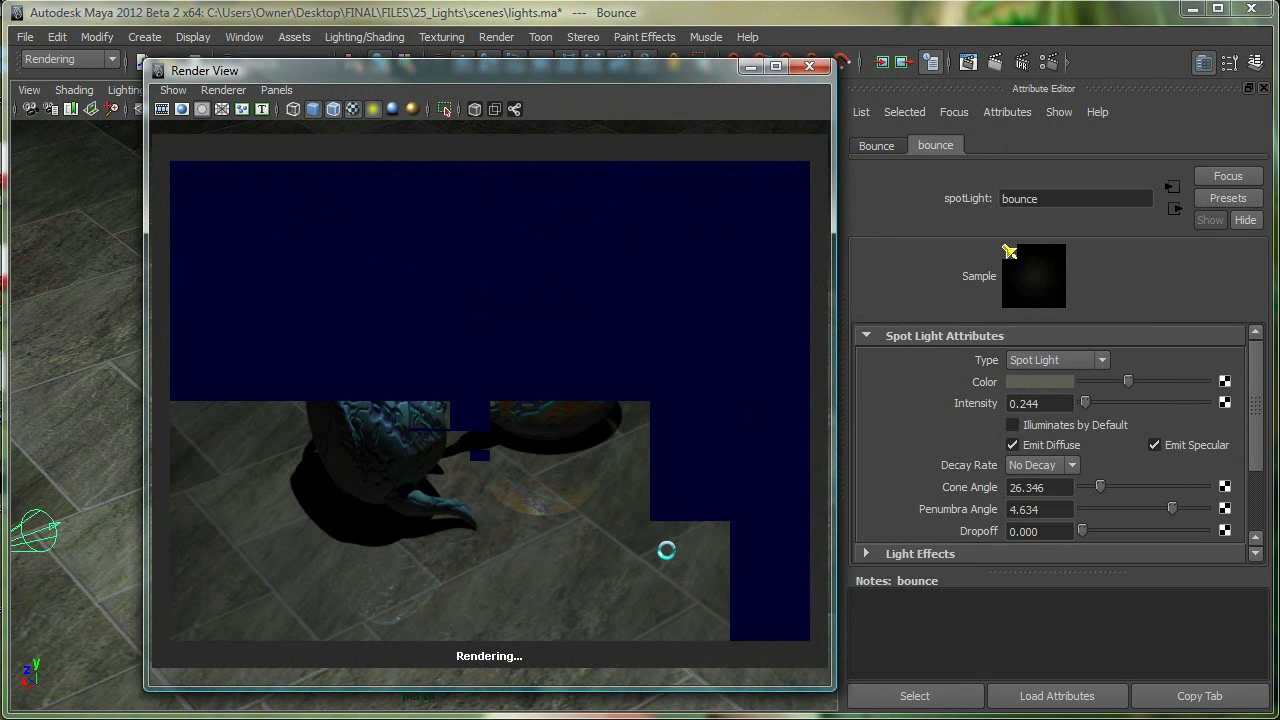 Autodesk Maya 2012 Beta 2 x64: C:\Users\Owner\Desktop\FINAL\FILES\25_Lights\scenes\lights.ma* --- Bounce
File Edit Modify Create Display Window Assets Lighting/Shading Texturing Render Toon Stereo Paint Effects Muscle Help
Rendering
View Shading Lightin
Render View
Show Renderer Panels
T
Rendering...
persp
y
z
Attribute Editor
List Selected Focus Attributes Show Help
Bounce bounce
Focus
spotLight: bounce
Presets
Show Hide
Sample
Spot Light Attributes
Type Spot Light
Color
Intensity 0.244
Illuminates by Default
Emit Diffuse Emit Specular
Decay Rate No Decay
Cone Angle 26.346
Penumbra Angle 4.634
Dropoff 0.000
Light Effects
Notes: bounce
Select Load Attributes Copy Tab